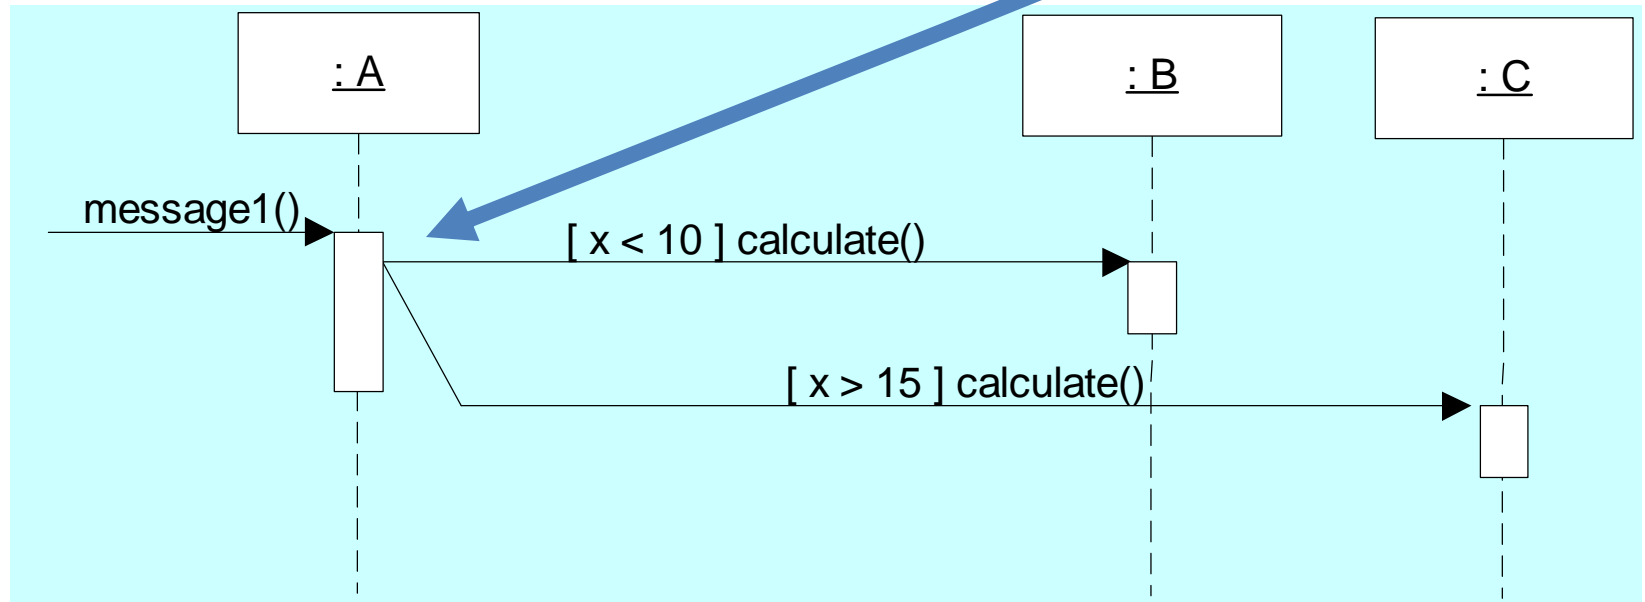 : A
: B
: C
message1()
[ x < 10 ] calculate()
[ x > 15 ] calculate()